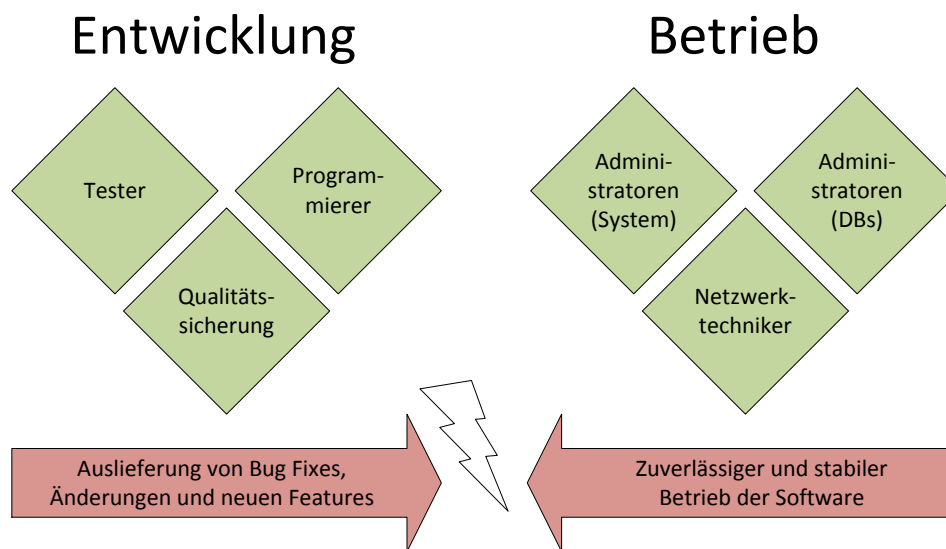 Entwicklung
Betrieb
Tester
Program-
mierer
Qualitäts-
sicherung
Admini-
stratoren
(System)
Admini-
stratoren
(DBs)
Netzwerk-
techniker
Auslieferung von Bug Fixes,
Änderungen und neuen Features
Zuverlässiger und stabiler
Betrieb der Software